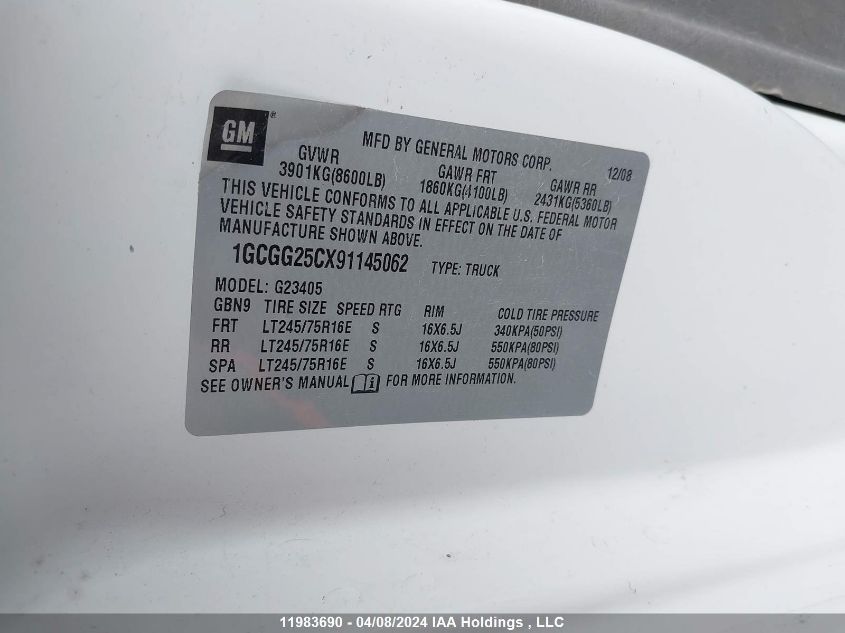 GM®
MFD BY GENERAL MOTORS CORP. 12/08
GVWR GAWR FRT GAWR RR
3901KG(8600LB) 1860KG(4100LB) 2431KG(5360LB)
THIS VEHICLE CONFORMS TO ALL APPLICABLE U.S. FEDERAL MOTOR
VEHICLE SAFETY STANDARDS IN EFFECT ON THE DATE OF
MANUFACTURE SHOWN ABOVE.
1GCGG25CX91145062 TYPE: TRUCK
MODEL: G23405
GBN9 TIRE SIZE SPEED RTG RIM COLD TIRE PRESSURE
FRT LT245/75R16E S 16X6.5J 340KPA(50PSI)
RR LT245/75R16E S 16X6.5J 550KPA(80PSI)
SPA LT245/75R16E S 16X6.5J 550KPA(80PSI)
SEE OWNER'S MANUAL FOR MORE INFORMATION.
11983690 - 04/08/2024 IAA Holdings , LLC